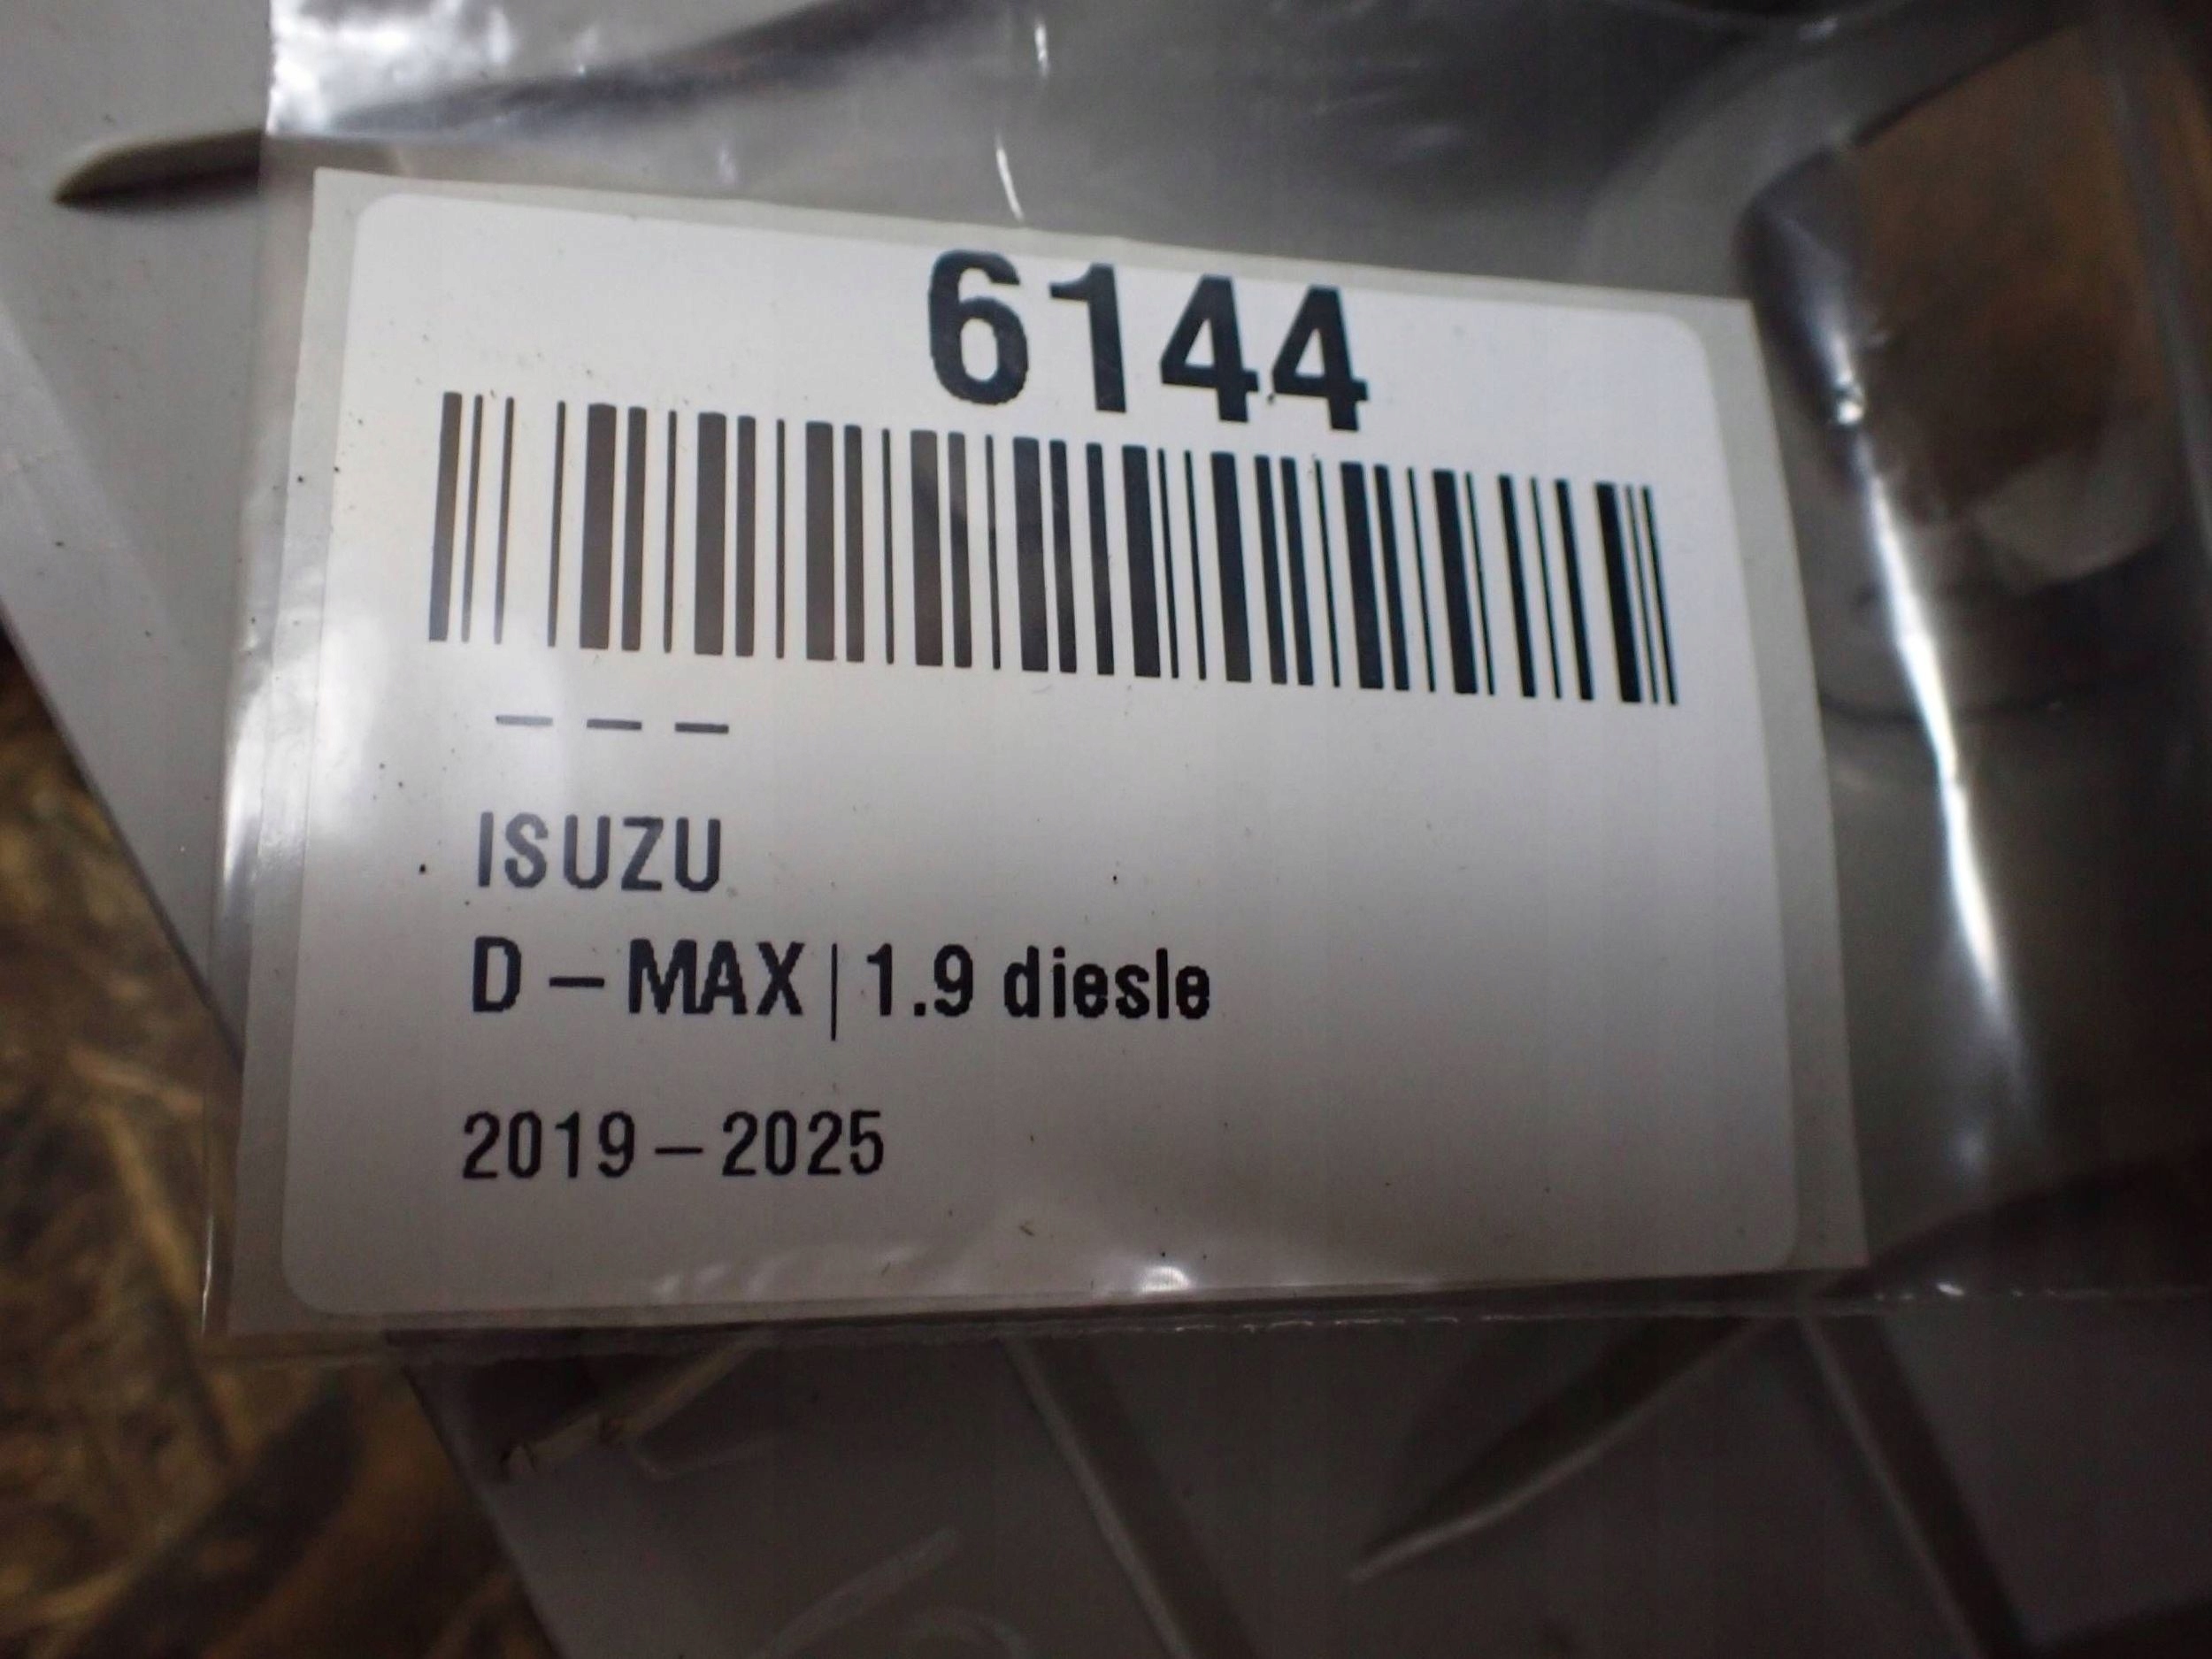 6144
– – –
ISUZU
D – MAX | 1.9 diesle
2019 – 2025